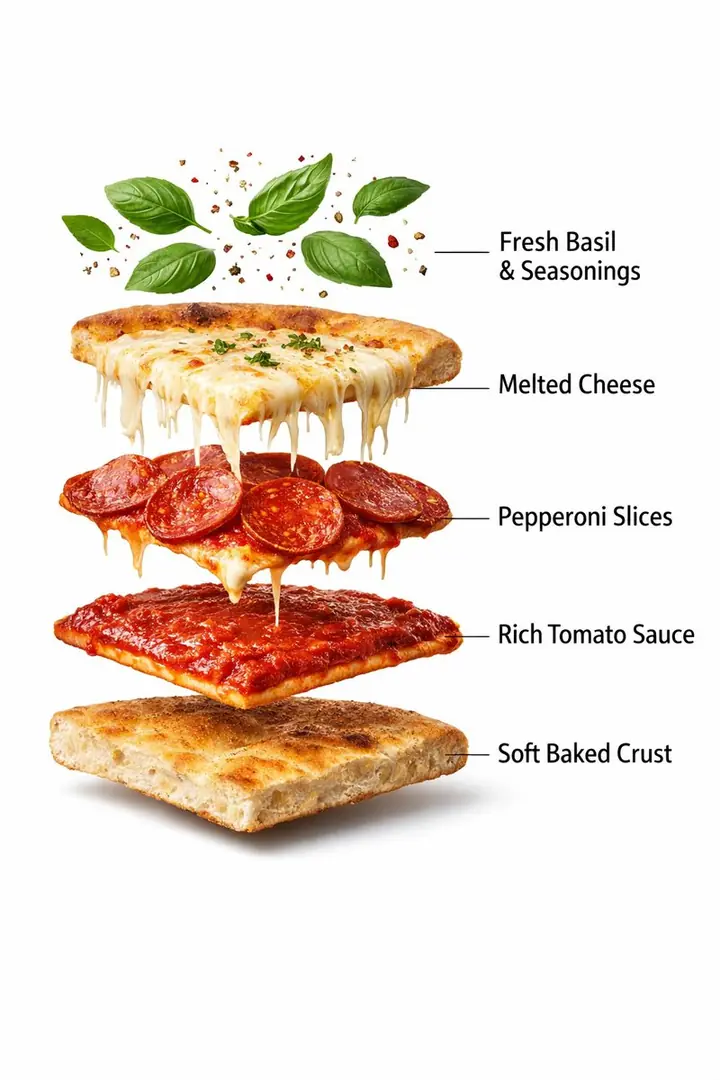 Fresh Basil
& Seasonings
Melted Cheese
Pepperoni Slices
Rich Tomato Sauce
Soft Baked Crust